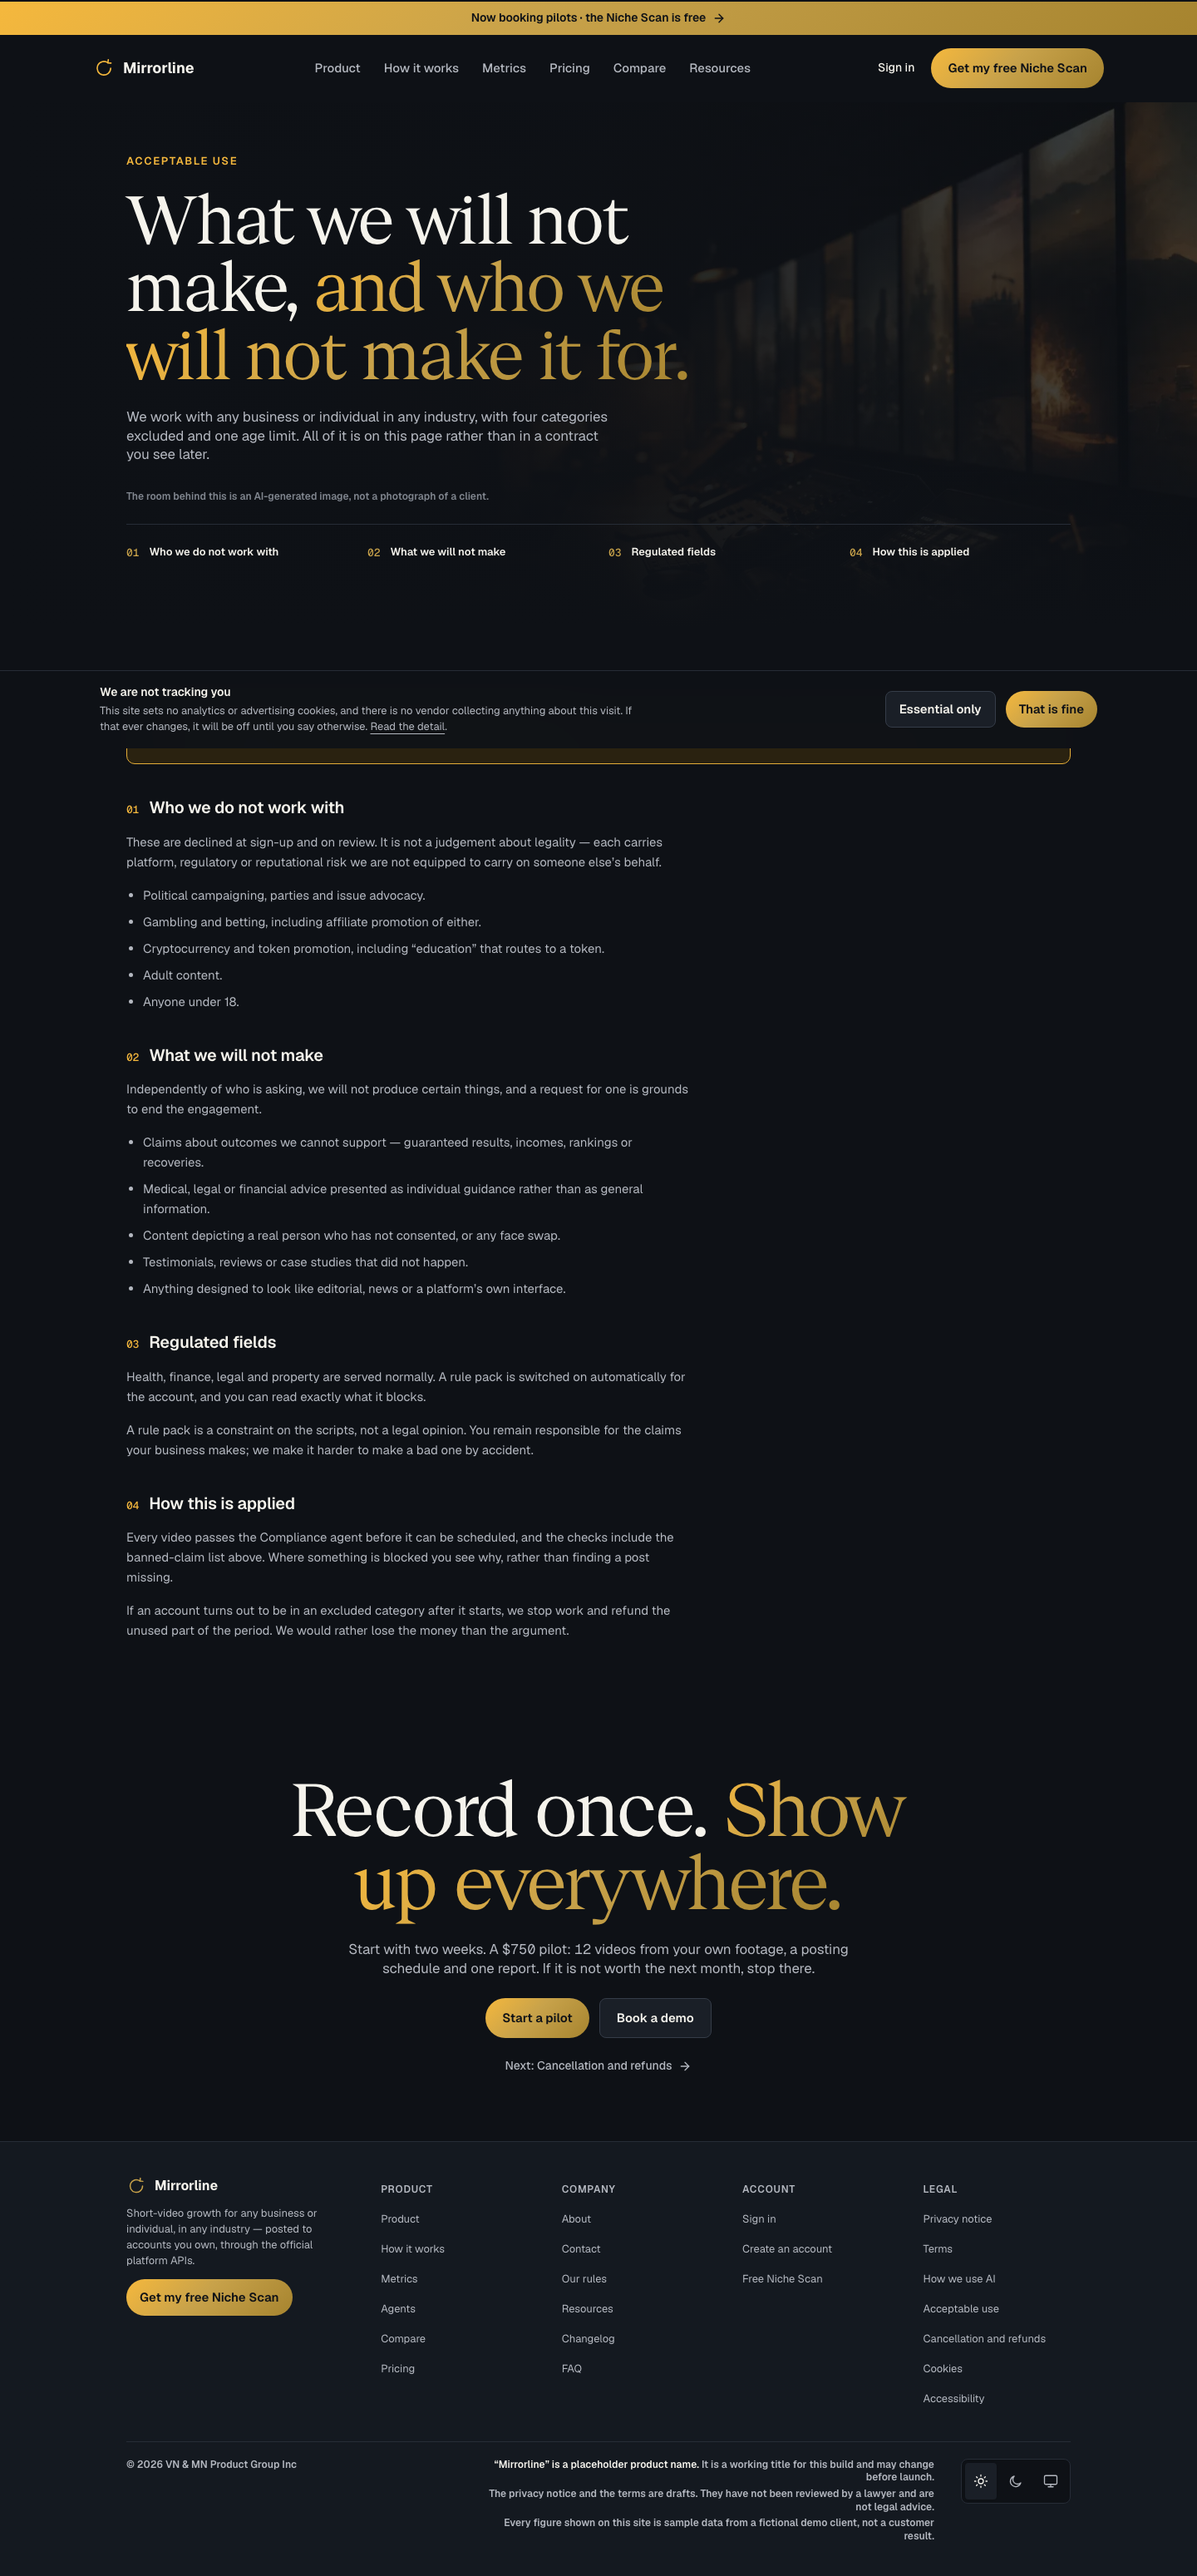 Now booking pilots · the Niche Scan is free →
Mirrorline
Product
How it works
Metrics
Pricing
Compare
Resources
Sign in
Get my free Niche Scan
ACCEPTABLE USE
What we will not
make, and who we
will not make it for.
We work with any business or individual in any industry, with four categories
excluded and one age limit. All of it is on this page rather than in a contract
you see later.
The room behind this is an AI-generated image, not a photograph of a client.
01 Who we do not work with
02 What we will not make
03 Regulated fields
04 How this is applied
We are not tracking you
This site sets no analytics or advertising cookies, and there is no vendor collecting anything about this visit. If
that ever changes, it will be off until you say otherwise. Read the detail.
Essential only
That is fine
01 Who we do not work with
These are declined at sign-up and on review. It is not a judgement about legality — each carries
platform, regulatory or reputational risk we are not equipped to carry on someone else's behalf.
• Political campaigning, parties and issue advocacy.
• Gambling and betting, including affiliate promotion of either.
• Cryptocurrency and token promotion, including “education” that routes to a token.
• Adult content.
• Anyone under 18.
02 What we will not make
Independently of who is asking, we will not produce certain things, and a request for one is grounds
to end the engagement.
• Claims about outcomes we cannot support — guaranteed results, incomes, rankings or
recoveries.
• Medical, legal or financial advice presented as individual guidance rather than as general
information.
• Content depicting a real person who has not consented, or any face swap.
• Testimonials, reviews or case studies that did not happen.
• Anything designed to look like editorial, news or a platform's own interface.
03 Regulated fields
Health, finance, legal and property are served normally. A rule pack is switched on automatically for
the account, and you can read exactly what it blocks.
A rule pack is a constraint on the scripts, not a legal opinion. You remain responsible for the claims
your business makes; we make it harder to make a bad one by accident.
04 How this is applied
Every video passes the Compliance agent before it can be scheduled, and the checks include the
banned-claim list above. Where something is blocked you see why, rather than finding a post
missing.
If an account turns out to be in an excluded category after it starts, we stop work and refund the
unused part of the period. We would rather lose the money than the argument.
Record once. Show
up everywhere.
Start with two weeks. A $750 pilot: 12 videos from your own footage, a posting
schedule and one report. If it is not worth the next month, stop there.
Start a pilot
Book a demo
Next: Cancellation and refunds →
Mirrorline
Short-video growth for any business or
individual, in any industry — posted to
accounts you own, through the official
platform APIs.
Get my free Niche Scan
PRODUCT
Product
How it works
Metrics
Agents
Compare
Pricing
COMPANY
About
Contact
Our rules
Resources
Changelog
FAQ
ACCOUNT
Sign in
Create an account
Free Niche Scan
LEGAL
Privacy notice
Terms
How we use AI
Acceptable use
Cancellation and refunds
Cookies
Accessibility
© 2026 VN & MN Product Group Inc
“Mirrorline” is a placeholder product name. It is a working title for this build and may change
before launch.
The privacy notice and the terms are drafts. They have not been reviewed by a lawyer and are
not legal advice.
Every figure shown on this site is sample data from a fictional demo client, not a customer
result.